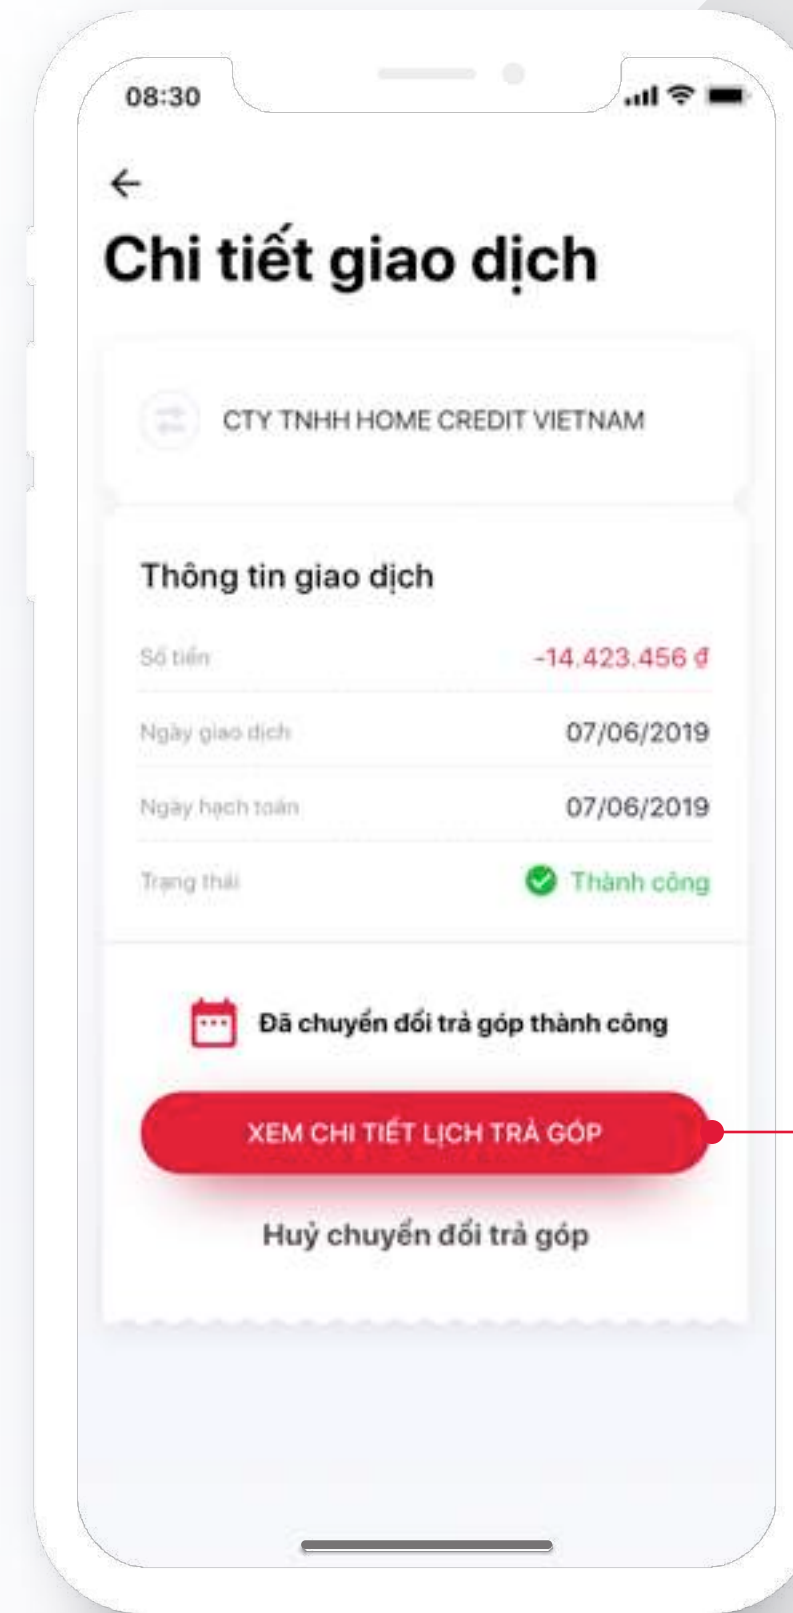 08:30
Chi tiết giao dịch
CTY TNHH HOME CREDIT VIETNAM
Thông tin giao dịch
Số tiền -14.423.456 ₫
Ngày giao dịch 07/06/2019
Ngày hạch toán 07/06/2019
Trạng thái Thành công
Đã chuyển đổi trả góp thành công
XEM CHI TIẾT LỊCH TRẢ GÓP
Huỷ chuyển đổi trả góp